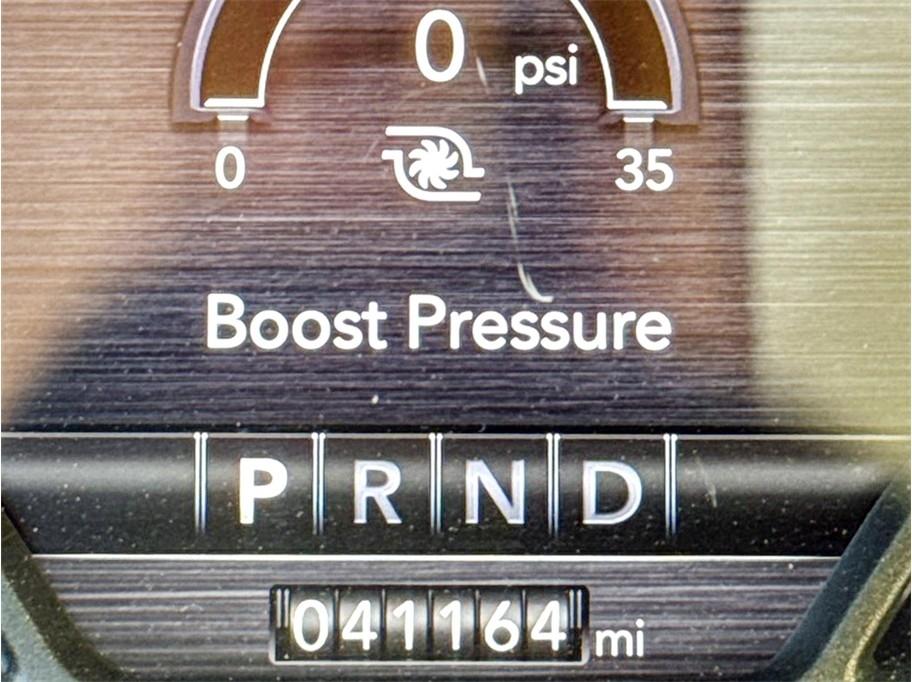 0 psi
0 35
Boost Pressure
P R N D
041164 mi